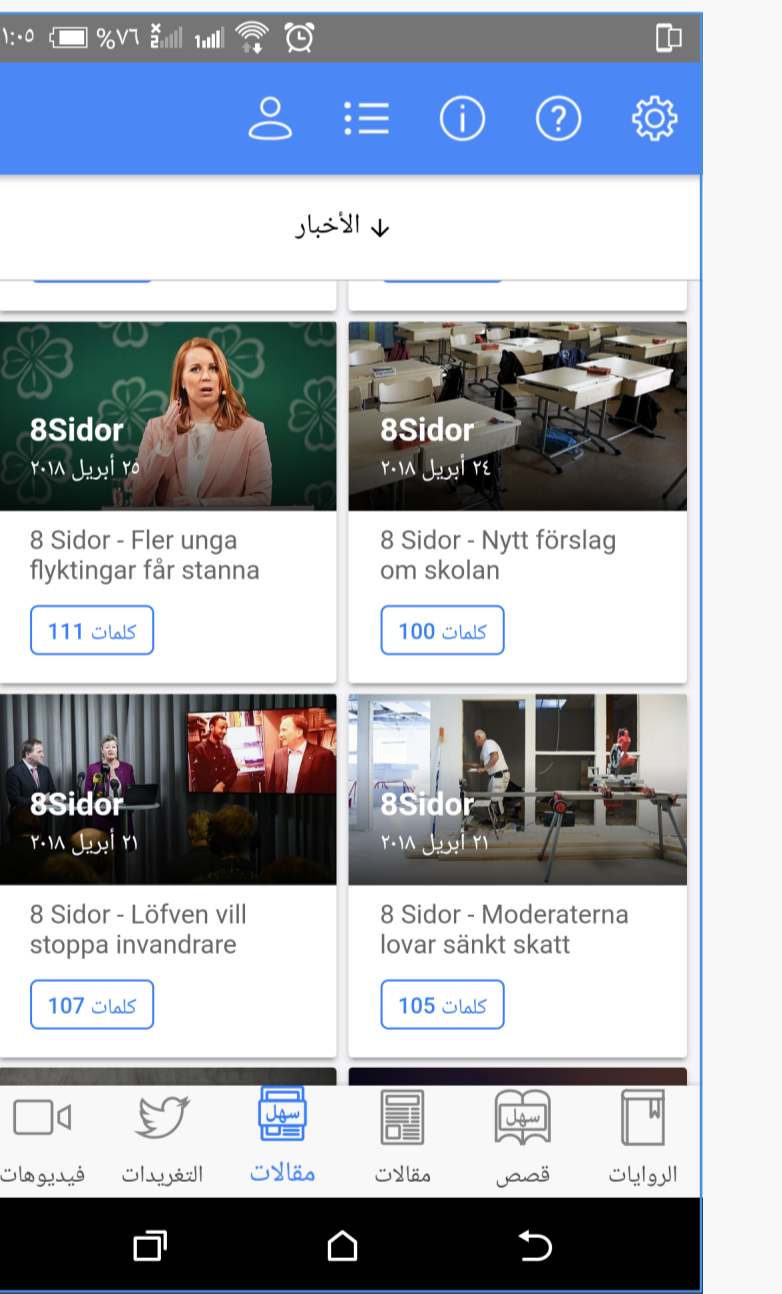 ١:٠٥
%٧٦
2
1
↓ الأخبار
8Sidor
٢٤ أبريل ٢٠١٨
8 Sidor - Nytt förslag
om skolan
100 كلمات
8Sidor
٢٥ أبريل ٢٠١٨
8 Sidor - Fler unga
flyktingar får stanna
111 كلمات
8Sidor
٢١ أبريل ٢٠١٨
8 Sidor - Moderaterna
lovar sänkt skatt
105 كلمات
8Sidor
٢١ أبريل ٢٠١٨
8 Sidor - Löfven vill
stoppa invandrare
107 كلمات
سهل
سهل
الروايات
قصص
مقالات
مقالات
التغريدات
فيديوهات